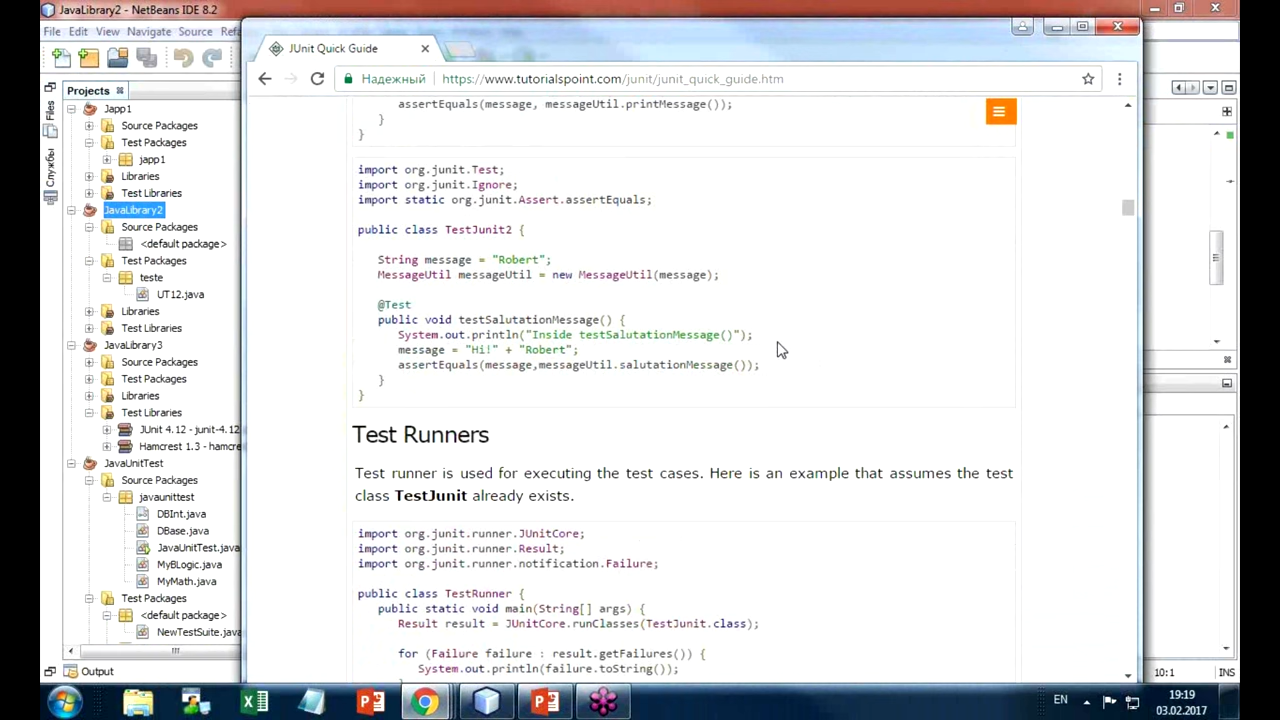 JavaLibrary2 - NetBeans IDE 8.2
File Edit View Navigate Source Refa
JUnit Quick Guide
Надежный https://www.tutorialspoint.com/junit/junit_quick_guide.htm
Projects
Files
Службы
Japp1
Source Packages
Test Packages
japp1
Libraries
Test Libraries
JavaLibrary2
Source Packages
<default package>
Test Packages
teste
UT12.java
Libraries
Test Libraries
JavaLibrary3
Source Packages
Test Packages
Libraries
Test Libraries
JUnit 4.12 - junit-4.12
Hamcrest 1.3 - hamcre
JavaUnitTest
Source Packages
javaunittest
DBInt.java
DBase.java
JavaUnitTest.java
MyBLogic.java
MyMath.java
Test Packages
<default package>
NewTestSuite.java
Output
assertEquals(message, messageUtil.printMessage());
}
}
import org.junit.Test;
import org.junit.Ignore;
import static org.junit.Assert.assertEquals;
public class TestJunit2 {
String message = "Robert";
MessageUtil messageUtil = new MessageUtil(message);
@Test
public void testSalutationMessage() {
System.out.println("Inside testSalutationMessage()");
message = "Hi!" + "Robert";
assertEquals(message,messageUtil.salutationMessage());
}
}
Test Runners
Test runner is used for executing the test cases. Here is an example that assumes the test
class TestJunit already exists.
import org.junit.runner.JUnitCore;
import org.junit.runner.Result;
import org.junit.runner.notification.Failure;
public class TestRunner {
public static void main(String[] args) {
Result result = JUnitCore.runClasses(TestJunit.class);
for (Failure failure : result.getFailures()) {
System.out.println(failure.toString());
10:1 INS
EN
19:19
03.02.2017